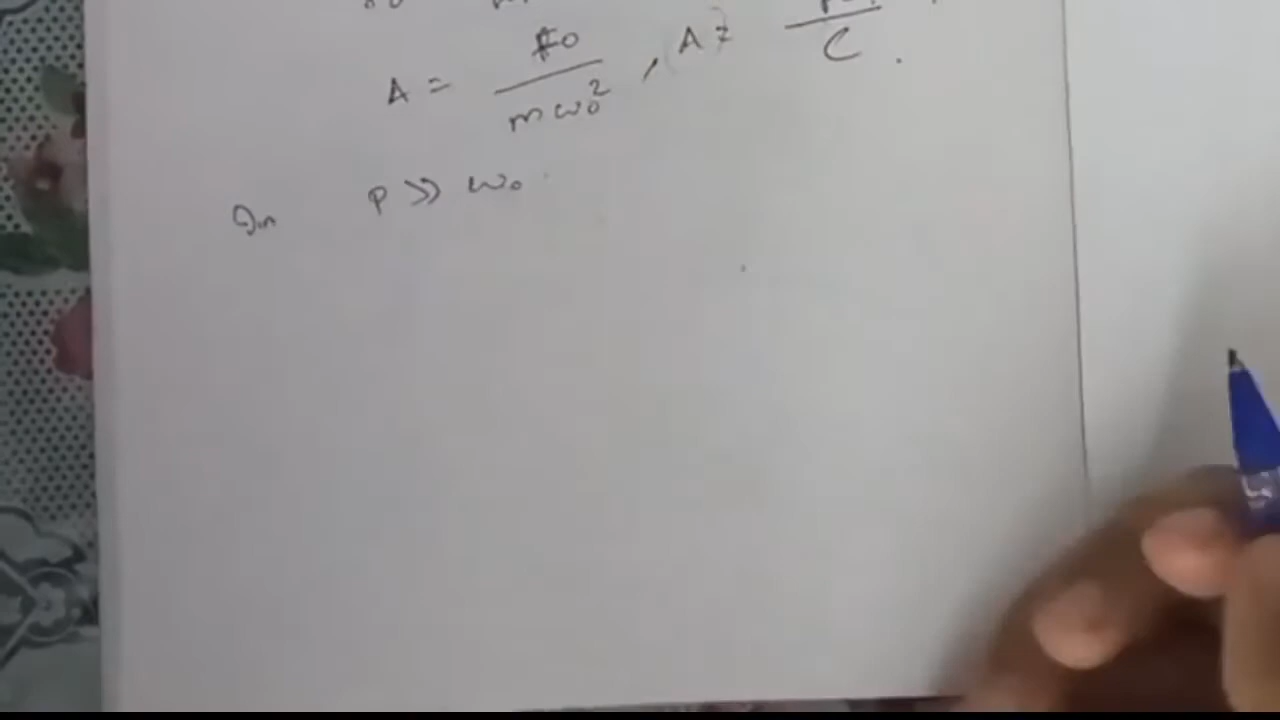 A = F0 / mω0² , A =  / C .
In p >> ω0